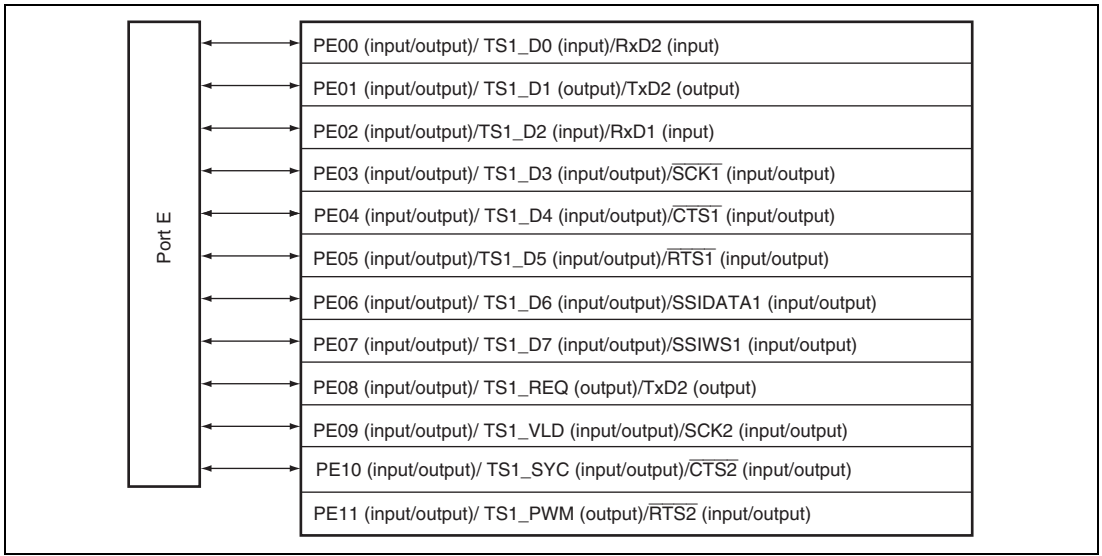 Port E
PE00 (input/output)/ TS1_D0 (input)/RxD2 (input)
PE01 (input/output)/ TS1_D1 (output)/TxD2 (output)
PE02 (input/output)/TS1_D2 (input)/RxD1 (input)
PE03 (input/output)/ TS1_D3 (input/output)/S̅C̅K̅1̅ (input/output)
PE04 (input/output)/ TS1_D4 (input/output)/C̅T̅S̅1̅ (input/output)
PE05 (input/output)/TS1_D5 (input/output)/R̅T̅S̅1̅ (input/output)
PE06 (input/output)/ TS1_D6 (input/output)/SSIDATA1 (input/output)
PE07 (input/output)/ TS1_D7 (input/output)/SSIWS1 (input/output)
PE08 (input/output)/ TS1_REQ (output)/TxD2 (output)
PE09 (input/output)/ TS1_VLD (input/output)/SCK2 (input/output)
PE10 (input/output)/ TS1_SYC (input/output)/C̅T̅S̅2̅ (input/output)
PE11 (input/output)/ TS1_PWM (output)/R̅T̅S̅2̅ (input/output)